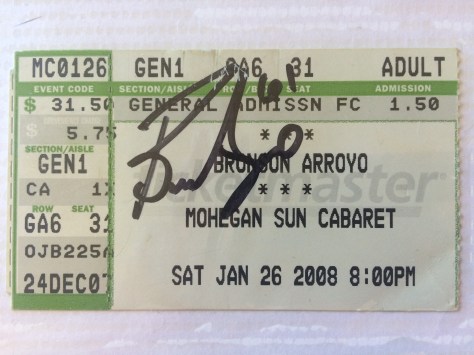 MC0126 GEN1 GA6 31 ADULT
EVENT CODE SECTION/AISLE ROW/BOX SEAT ADMISSION
$ 31.50 GENERAL ADMISSN FC 1.50
5.75 ***
SECTION/AISLE BRONSON ARROYO
GEN1 ticketmaster
CA 1X ***
ROW SEAT MOHEGAN SUN CABARET
GA6 31
OJB225A
24DEC07 SAT JAN 26 2008 8:00PM